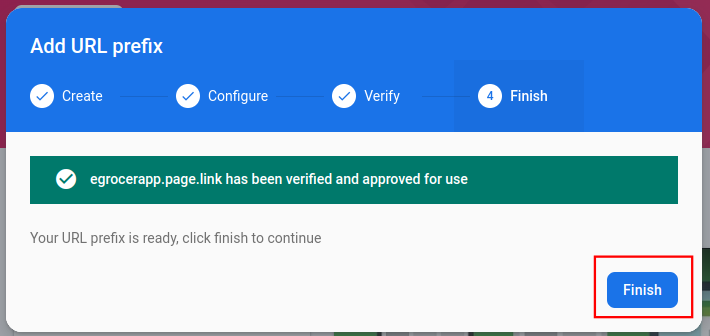 Add URL prefix
Create
Configure
Verify
4 Finish
egrocerapp.page.link has been verified and approved for use
Your URL prefix is ready, click finish to continue
Finish